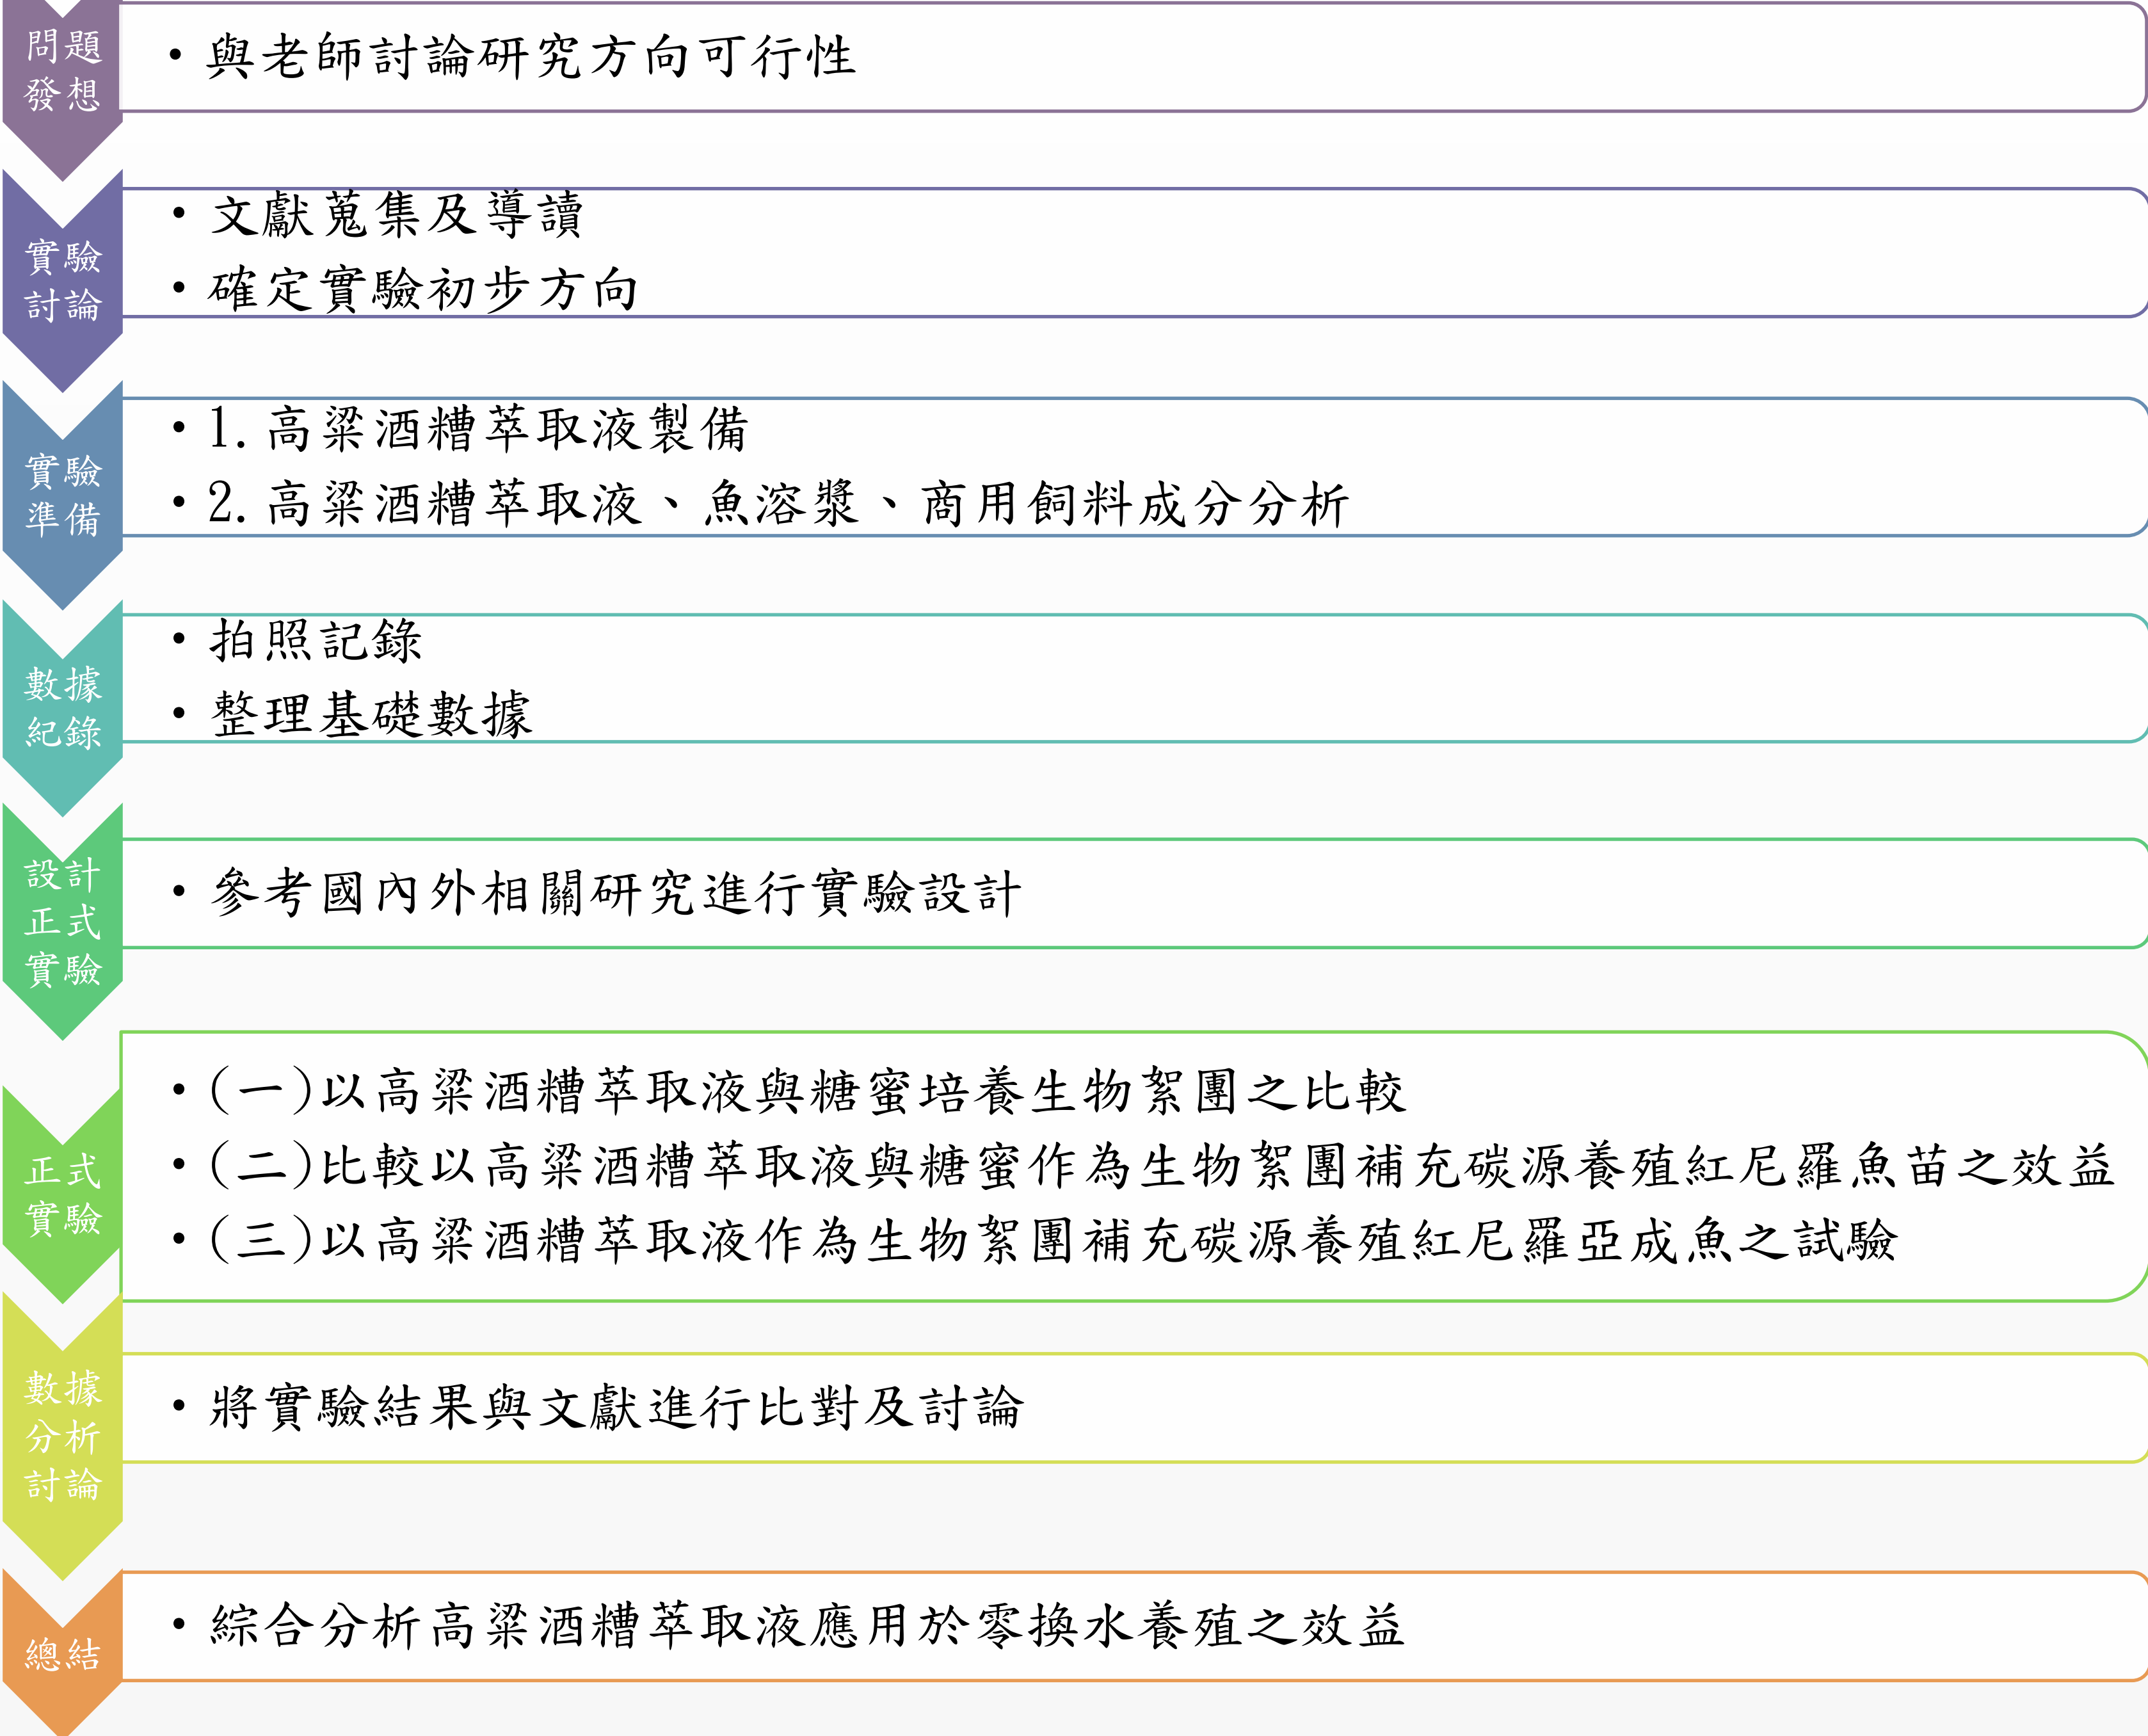 問題
發想
• 與老師討論研究方向可行性
實驗
討論
• 文獻蒐集及導讀
• 確定實驗初步方向
實驗
準備
• 1. 高粱酒糟萃取液製備
• 2. 高粱酒糟萃取液、魚溶漿、商用飼料成分分析
數據
紀錄
• 拍照記錄
• 整理基礎數據
設計
正式
實驗
• 參考國內外相關研究進行實驗設計
正式
實驗
• (一)以高粱酒糟萃取液與糖蜜培養生物絮團之比較
• (二)比較以高粱酒糟萃取液與糖蜜作為生物絮團補充碳源養殖紅尼羅魚苗之效益
• (三)以高粱酒糟萃取液作為生物絮團補充碳源養殖紅尼羅亞成魚之試驗
數據
分析
討論
• 將實驗結果與文獻進行比對及討論
總結
• 綜合分析高粱酒糟萃取液應用於零換水養殖之效益